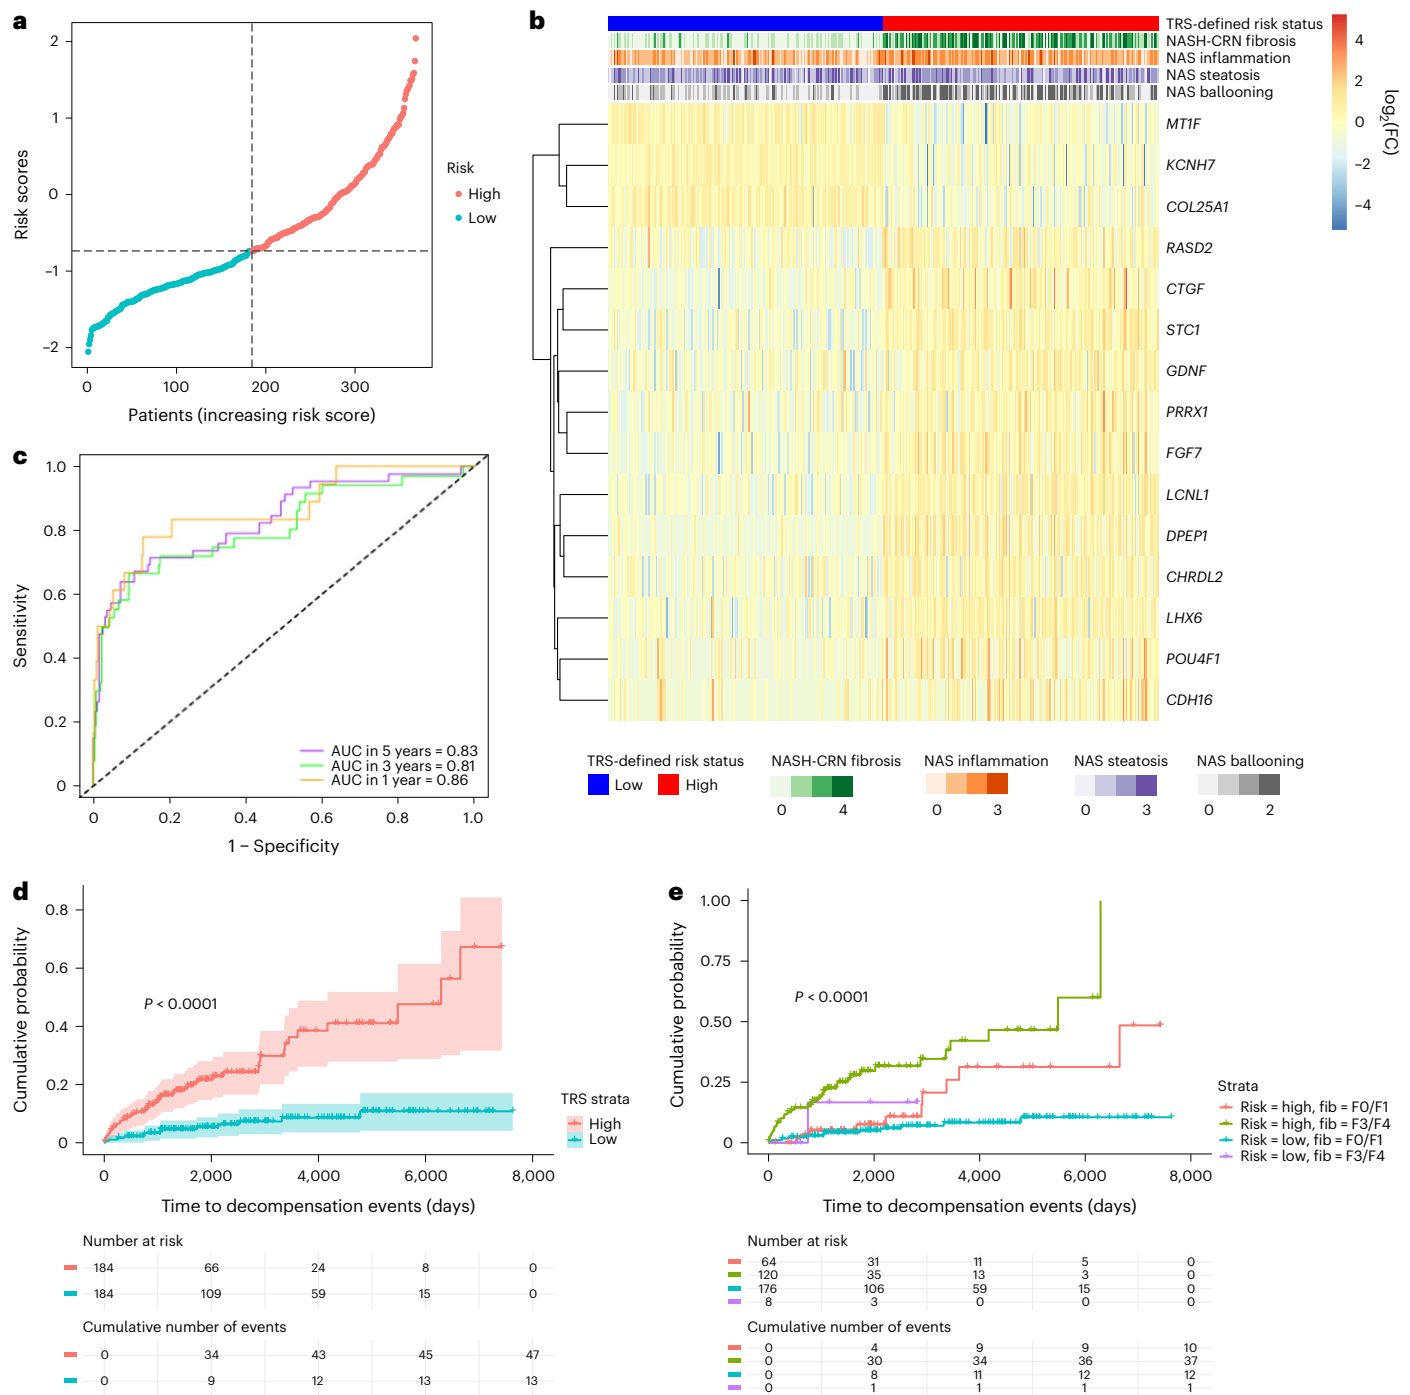 a
2
1
0
−1
−2
Risk scores
0 100 200 300
Patients (increasing risk score)
Risk
High
Low
b
TRS-defined risk status
NASH-CRN fibrosis
NAS inflammation
NAS steatosis
NAS ballooning
MT1F
KCNH7
COL25A1
RASD2
CTGF
STC1
GDNF
PRRX1
FGF7
LCNL1
DPEP1
CHRDL2
LHX6
POU4F1
CDH16
4
2
0
−2
−4
log2(FC)
TRS-defined risk status
Low High
NASH-CRN fibrosis
0 4
NAS inflammation
0 3
NAS steatosis
0 3
NAS ballooning
0 2
c
1.0
0.8
0.6
0.4
0.2
0
Sensitivity
AUC in 5 years = 0.83
AUC in 3 years = 0.81
AUC in 1 year = 0.86
0 0.2 0.4 0.6 0.8 1.0
1 − Specificity
d
0.8
0.6
0.4
0.2
0
Cumulative probability
P < 0.0001
TRS strata
High
Low
0 2,000 4,000 6,000 8,000
Time to decompensation events (days)
Number at risk
184 66 24 8 0
184 109 59 15 0
Cumulative number of events
0 34 43 45 47
0 9 12 13 13
e
1.00
0.75
0.50
0.25
0
Cumulative probability
P < 0.0001
Strata
Risk = high, fib = F0/F1
Risk = high, fib = F3/F4
Risk = low, fib = F0/F1
Risk = low, fib = F3/F4
0 2,000 4,000 6,000 8,000
Time to decompensation events (days)
Number at risk
64 31 11 5 0
120 35 13 3 0
176 106 59 15 0
8 3 0 0 0
Cumulative number of events
0 4 9 9 10
0 30 34 36 37
0 8 11 12 12
0 1 1 1 1